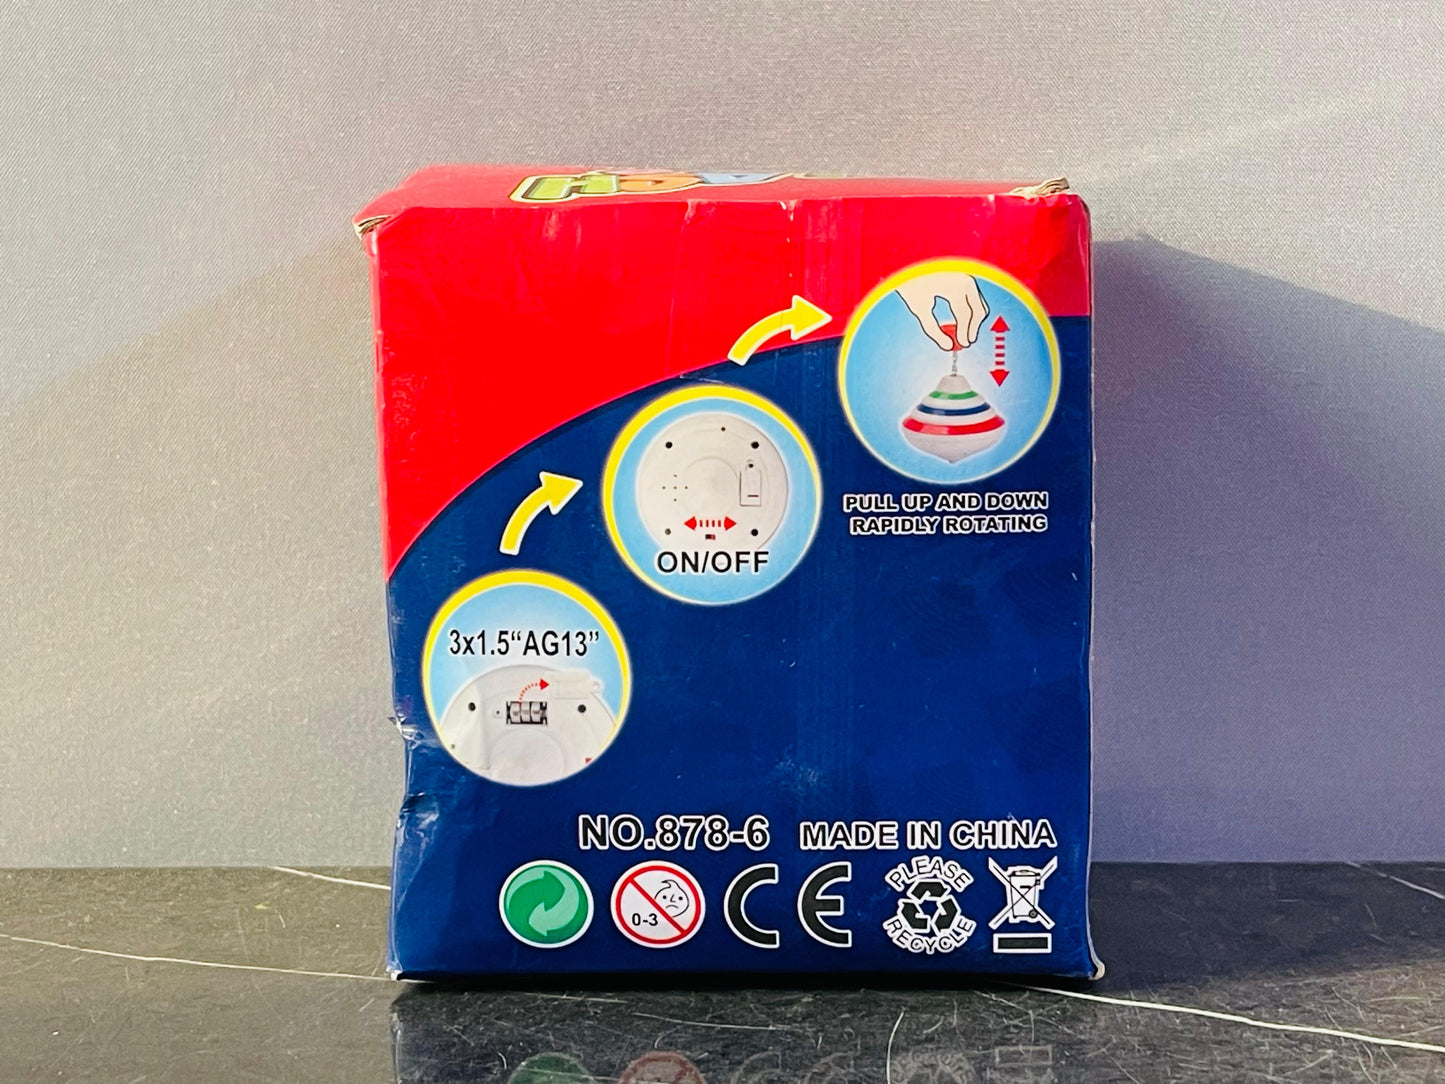 PULL UP AND DOWN
RAPIDLY ROTATING
ON/OFF
3x1.5“AG13”
NO.878-6 MADE IN CHINA
0-3
CE
PLEASE
RECYCLE